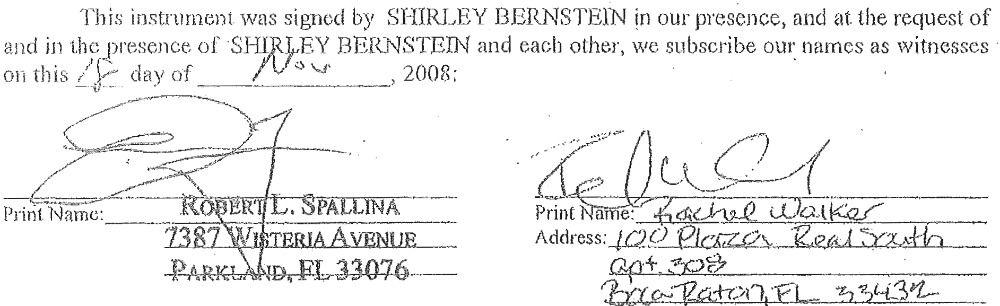 This instrument was signed by SHIRLEY BERNSTEIN in our presence, and at the request of
and in the presence of SHIRLEY BERNSTEIN and each other, we subscribe our names as witnesses
on this 18 day of Nov, 2008:
Print Name: ROBERT L. SPALLINA
7387 WISTERIA AVENUE
PARKLAND, FL 33076
Print Name: Rachel Walker
Address: 100 Plaza Real South
apt. 308
Boca Raton, FL 33432